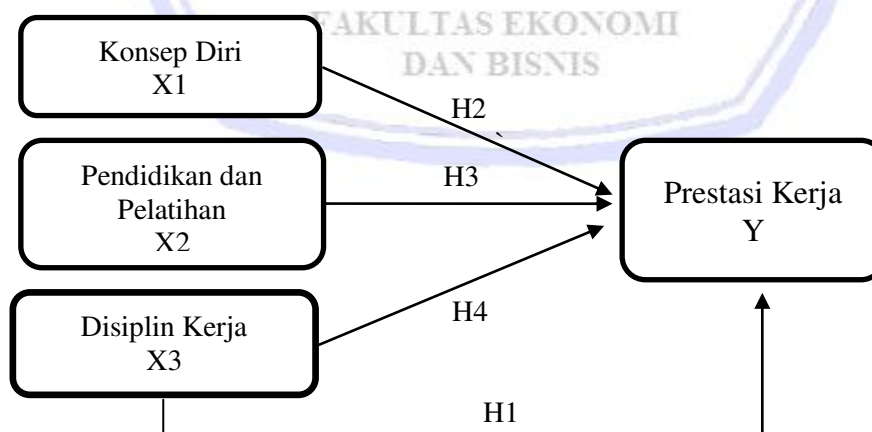 FAKULTAS EKONOMI
DAN BISNIS
Konsep Diri
X1
H2
Pendidikan dan
Pelatihan
X2
H3
Prestasi Kerja
Y
Disiplin Kerja
X3
H4
H1